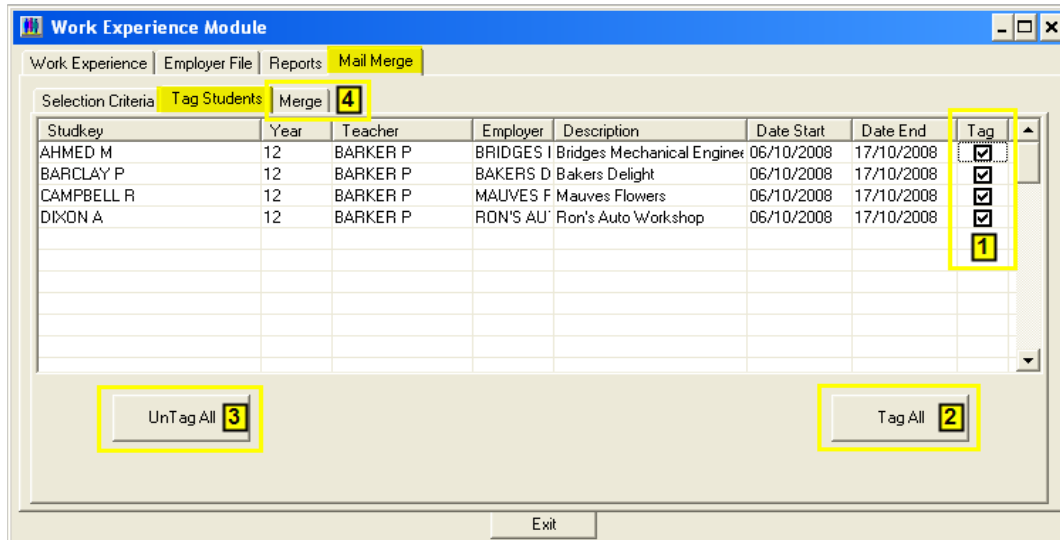 Work Experience Module
Work Experience Employer File Reports Mail Merge
Selection Criteria Tag Students Merge 4
Studkey Year Teacher Employer Description Date Start Date End Tag
AHMED M 12 BARKER P BRIDGES Bridges Mechanical Enginee 06/10/2008 17/10/2008
BARCLAY P 12 BARKER P BAKERS D Bakers Delight 06/10/2008 17/10/2008
CAMPBELL R 12 BARKER P MAUVES F Mauves Flowers 06/10/2008 17/10/2008
DIXON A 12 BARKER P RON'S AU Ron's Auto Workshop 06/10/2008 17/10/2008
1
UnTag All 3 Tag All 2
Exit